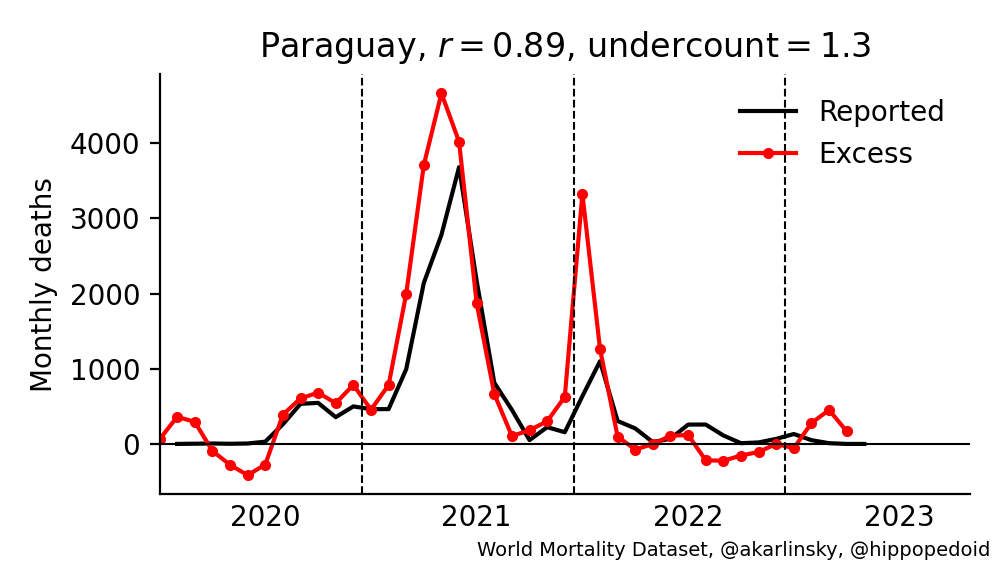 Paraguay, r = 0.89, undercount = 1.3
Reported
Excess
Monthly deaths
4000
3000
2000
1000
0
2020 2021 2022 2023
World Mortality Dataset, @akarlinsky, @hippopedoid